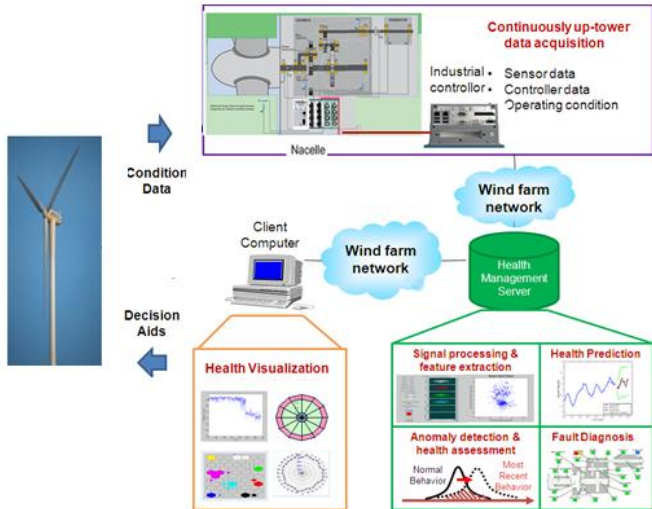 Continuously up-tower
data acquisition
Industrial
controllor
• Sensor data
• Controller data
• Operating condition
Nacelle
Condition
Data
Wind farm
network
Client
Computer
Wind farm
network
Health
Management
Server
Decision
Aids
Health Visualization
Signal processing &
feature extraction
Health Prediction
Anomaly detection &
health assessment
Normal
Behavior
Most
Recent
Behavior
Fault Diagnosis